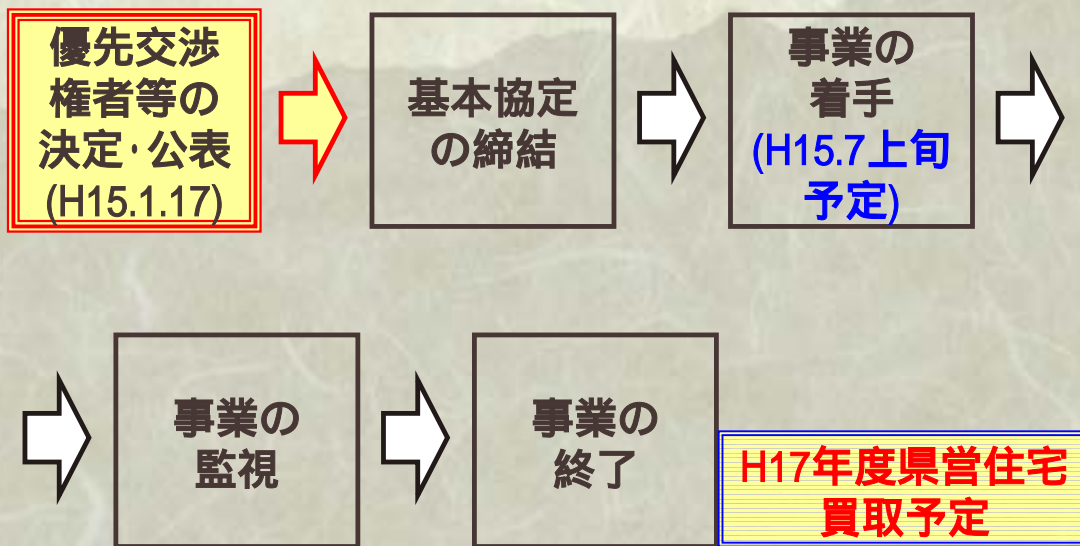 優先交渉
権者等の
決定・公表
(H15.1.17)
基本協定
の締結
事業の
着手
(H15.7上旬
予定)
事業の
監視
事業の
終了
H17年度県営住宅
買取予定